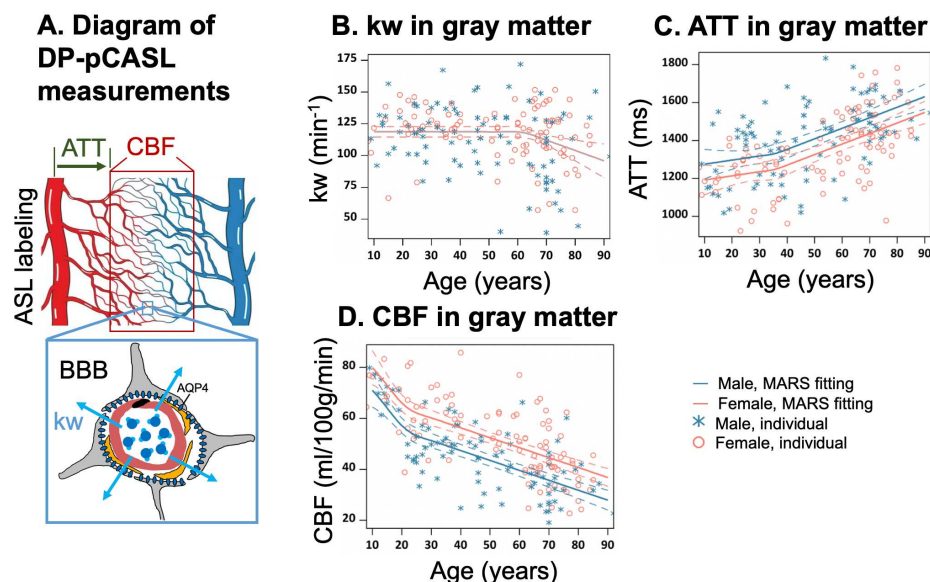 A. Diagram of
DP-pCASL
measurements
ATT
CBF
ASL labeling
BBB
AQP4
kw
B. kw in gray matter
175
150
125
100
75
50
kw (min⁻¹)
10 20 30 40 50 60 70 80 90
Age (years)
C. ATT in gray matter
1800
1600
1400
1200
1000
ATT (ms)
10 20 30 40 50 60 70 80 90
Age (years)
D. CBF in gray matter
80
60
40
20
CBF (ml/100g/min)
10 20 30 40 50 60 70 80 90
Age (years)
Male, MARS fitting
Female, MARS fitting
Male, individual
Female, individual